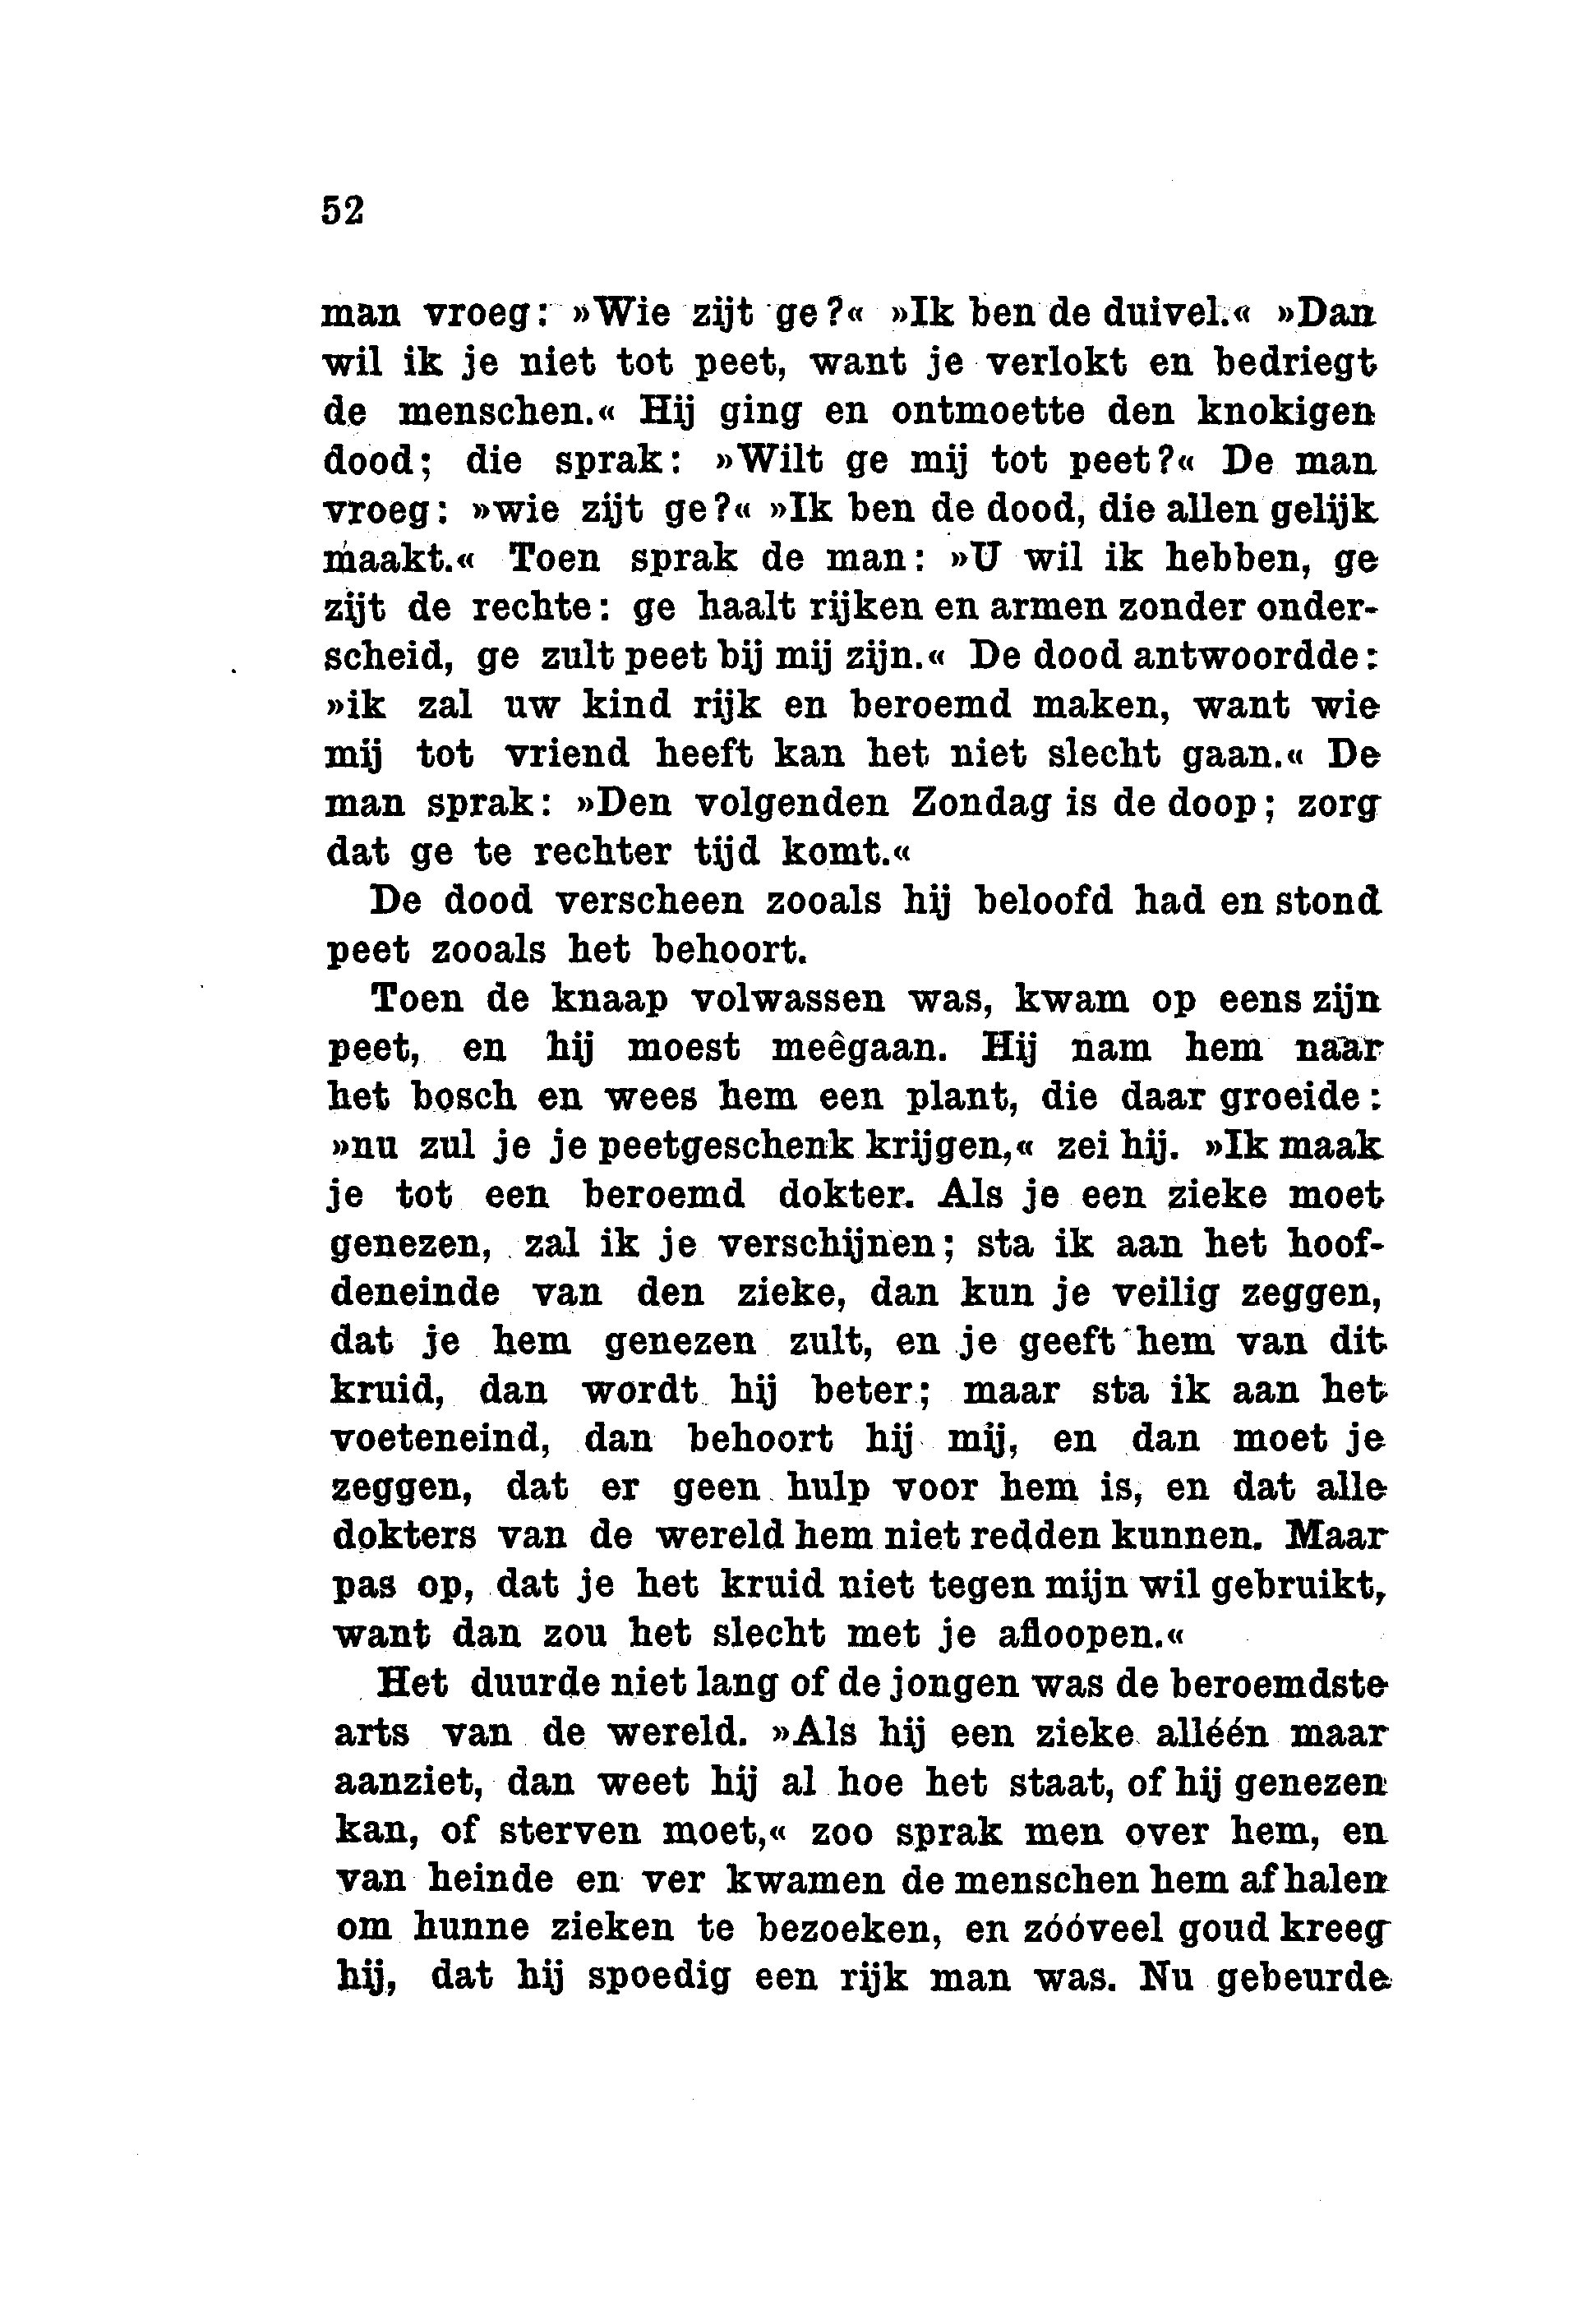 52
man vroeg: »Wie zijt ge?« »Ik ben de duivel.« »Dan
wil ik je niet tot peet, want je verlokt en bedriegt
de menschen.« Hij ging en ontmoette den knokigen
dood; die sprak: »Wilt ge mij tot peet?« De man
vroeg: »wie zijt ge?« »Ik ben de dood, die allen gelijk
maakt.« Toen sprak de man: »U wil ik hebben, ge
zijt de rechte: ge haalt rijken en armen zonder onder-
scheid, ge zult peet bij mij zijn.« De dood antwoordde:
»ik zal uw kind rijk en beroemd maken, want wie
mij tot vriend heeft kan het niet slecht gaan.« De
man sprak: »Den volgenden Zondag is de doop; zorg
dat ge te rechter tijd komt.«
De dood verscheen zooals hij beloofd had en stond
peet zooals het behoort.
Toen de knaap volwassen was, kwam op eens zijn
peet, en hij moest meêgaan. Hij nam hem naar
het bosch en wees hem een plant, die daar groeide:
»nu zul je je peetgeschenk krijgen,« zei hij. »Ik maak
je tot een beroemd dokter. Als je een zieke moet
genezen, zal ik je verschijnen; sta ik aan het hoof-
deneinde van den zieke, dan kun je veilig zeggen,
dat je hem genezen zult, en je geeft hem van dit
kruid, dan wordt hij beter; maar sta ik aan het
voeteneind, dan behoort hij mij, en dan moet je
zeggen, dat er geen hulp voor hem is, en dat alle
dokters van de wereld hem niet redden kunnen. Maar
pas op, dat je het kruid niet tegen mijn wil gebruikt,
want dan zou het slecht met je afloopen.«
Het duurde niet lang of de jongen was de beroemdste
arts van de wereld. »Als hij een zieke alléén maar
aanziet, dan weet hij al hoe het staat, of hij genezen
kan, of sterven moet,« zoo sprak men over hem, en
van heinde en ver kwamen de menschen hem afhalen
om hunne zieken te bezoeken, en zóóveel goud kreeg
hij, dat hij spoedig een rijk man was. Nu gebeurde